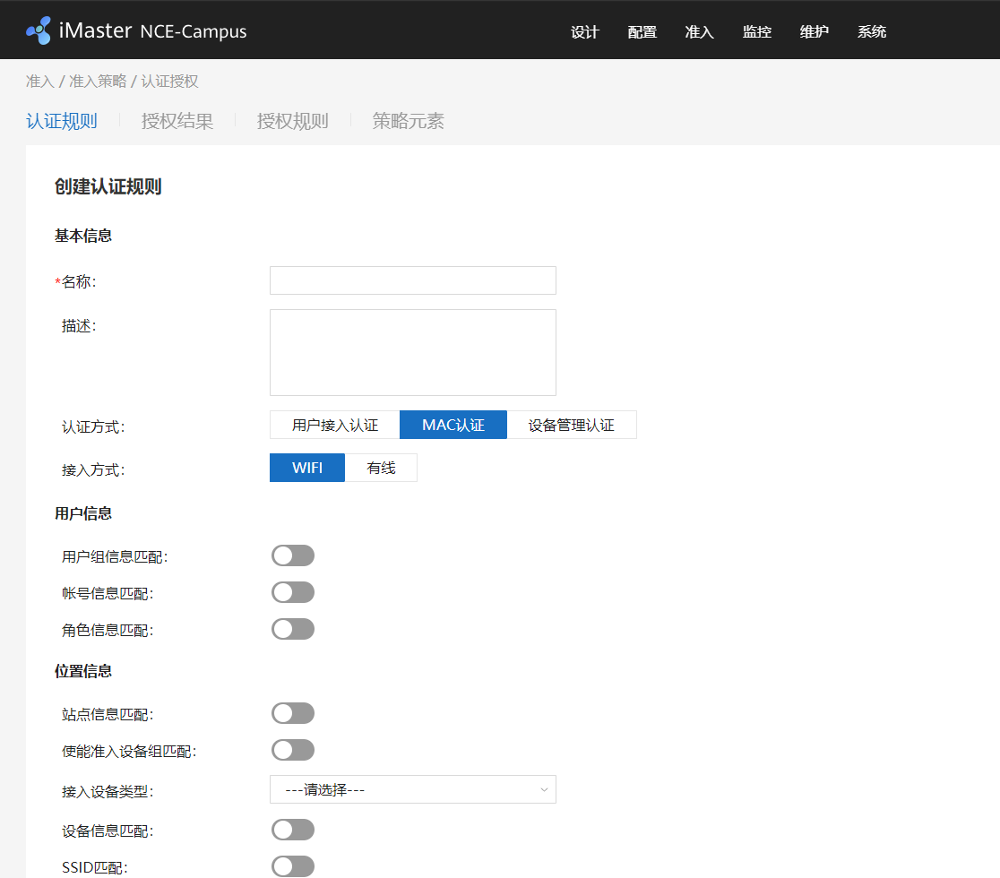 iMaster NCE-Campus 设计 配置 准入 监控 维护 系统
准入 / 准入策略 / 认证授权
认证规则 授权结果 授权规则 策略元素
创建认证规则
基本信息
*名称:
描述:
认证方式: 用户接入认证 MAC认证 设备管理认证
接入方式: WIFI 有线
用户信息
用户组信息匹配:
帐号信息匹配:
角色信息匹配:
位置信息
站点信息匹配:
使能准入设备组匹配:
接入设备类型: ---请选择---
设备信息匹配:
SSID匹配: